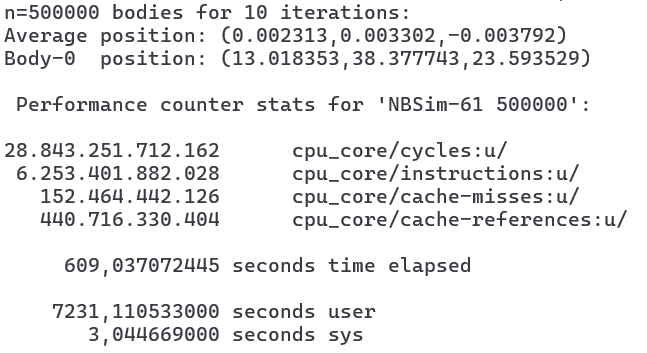 n=500000 bodies for 10 iterations:
Average position: (0.002313,0.003302,-0.003792)
Body-0  position: (13.018353,38.377743,23.593529)
Performance counter stats for 'NBSim-61 500000':
28.843.251.712.162      cpu_core/cycles:u/
6.253.401.882.028      cpu_core/instructions:u/
152.464.442.126      cpu_core/cache-misses:u/
440.716.330.404      cpu_core/cache-references:u/
609,037072445 seconds time elapsed
7231,110533000 seconds user
3,044669000 seconds sys